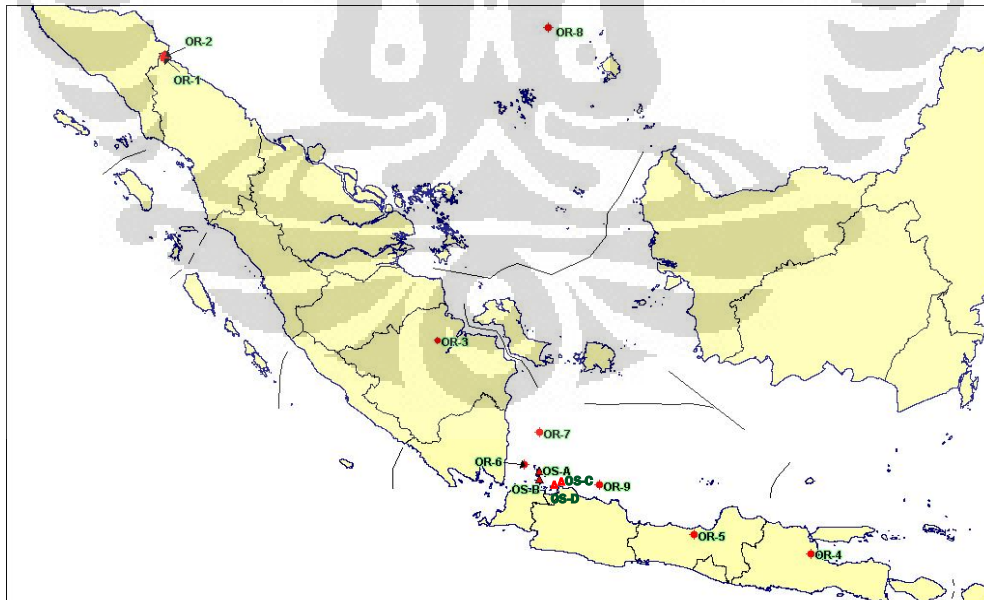 OR-8
OR-2
OR-1
OR-3
OR-7
OR-6
OS-A
OS-C
OR-9
OS-B
OS-D
OR-5
OR-4